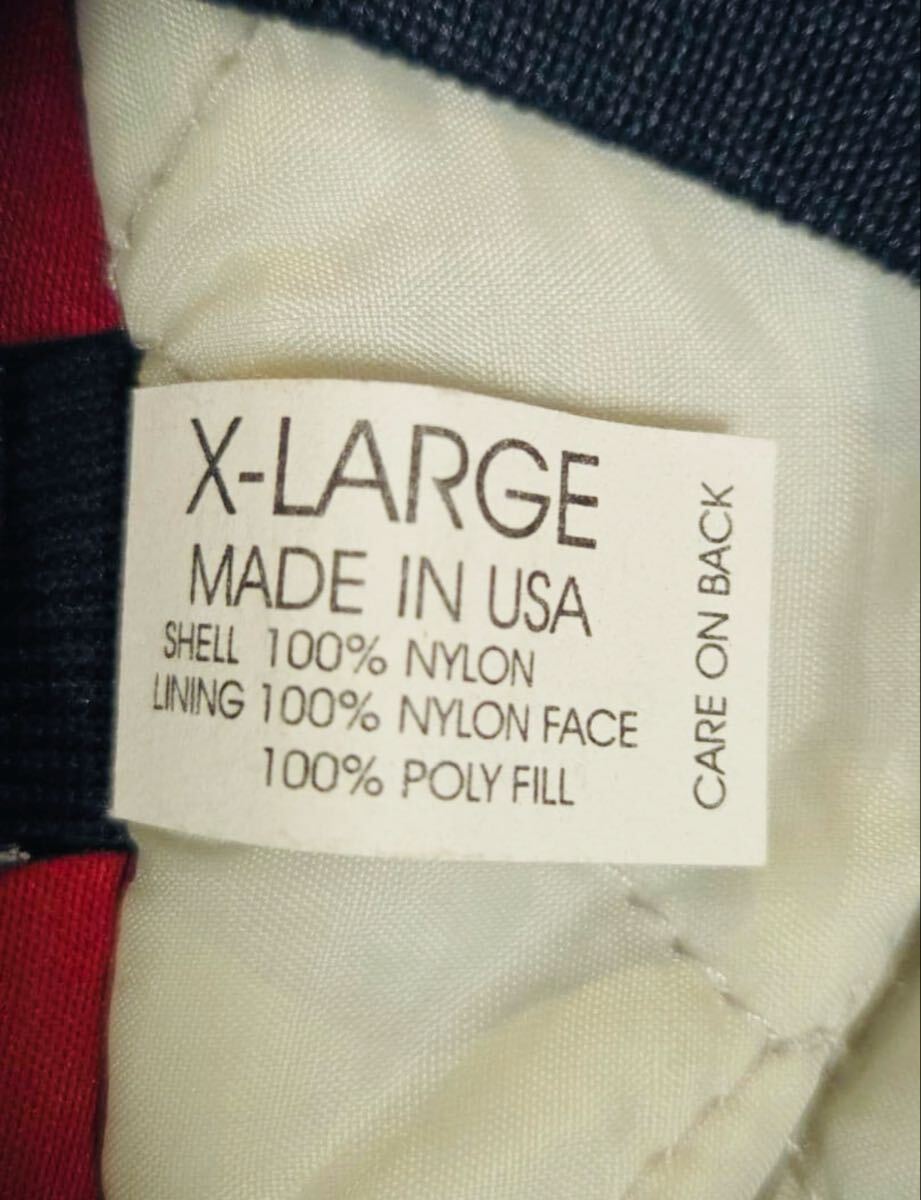 X-LARGE
MADE IN USA
SHELL 100% NYLON
LINING 100% NYLON FACE
100% POLY FILL
CARE ON BACK